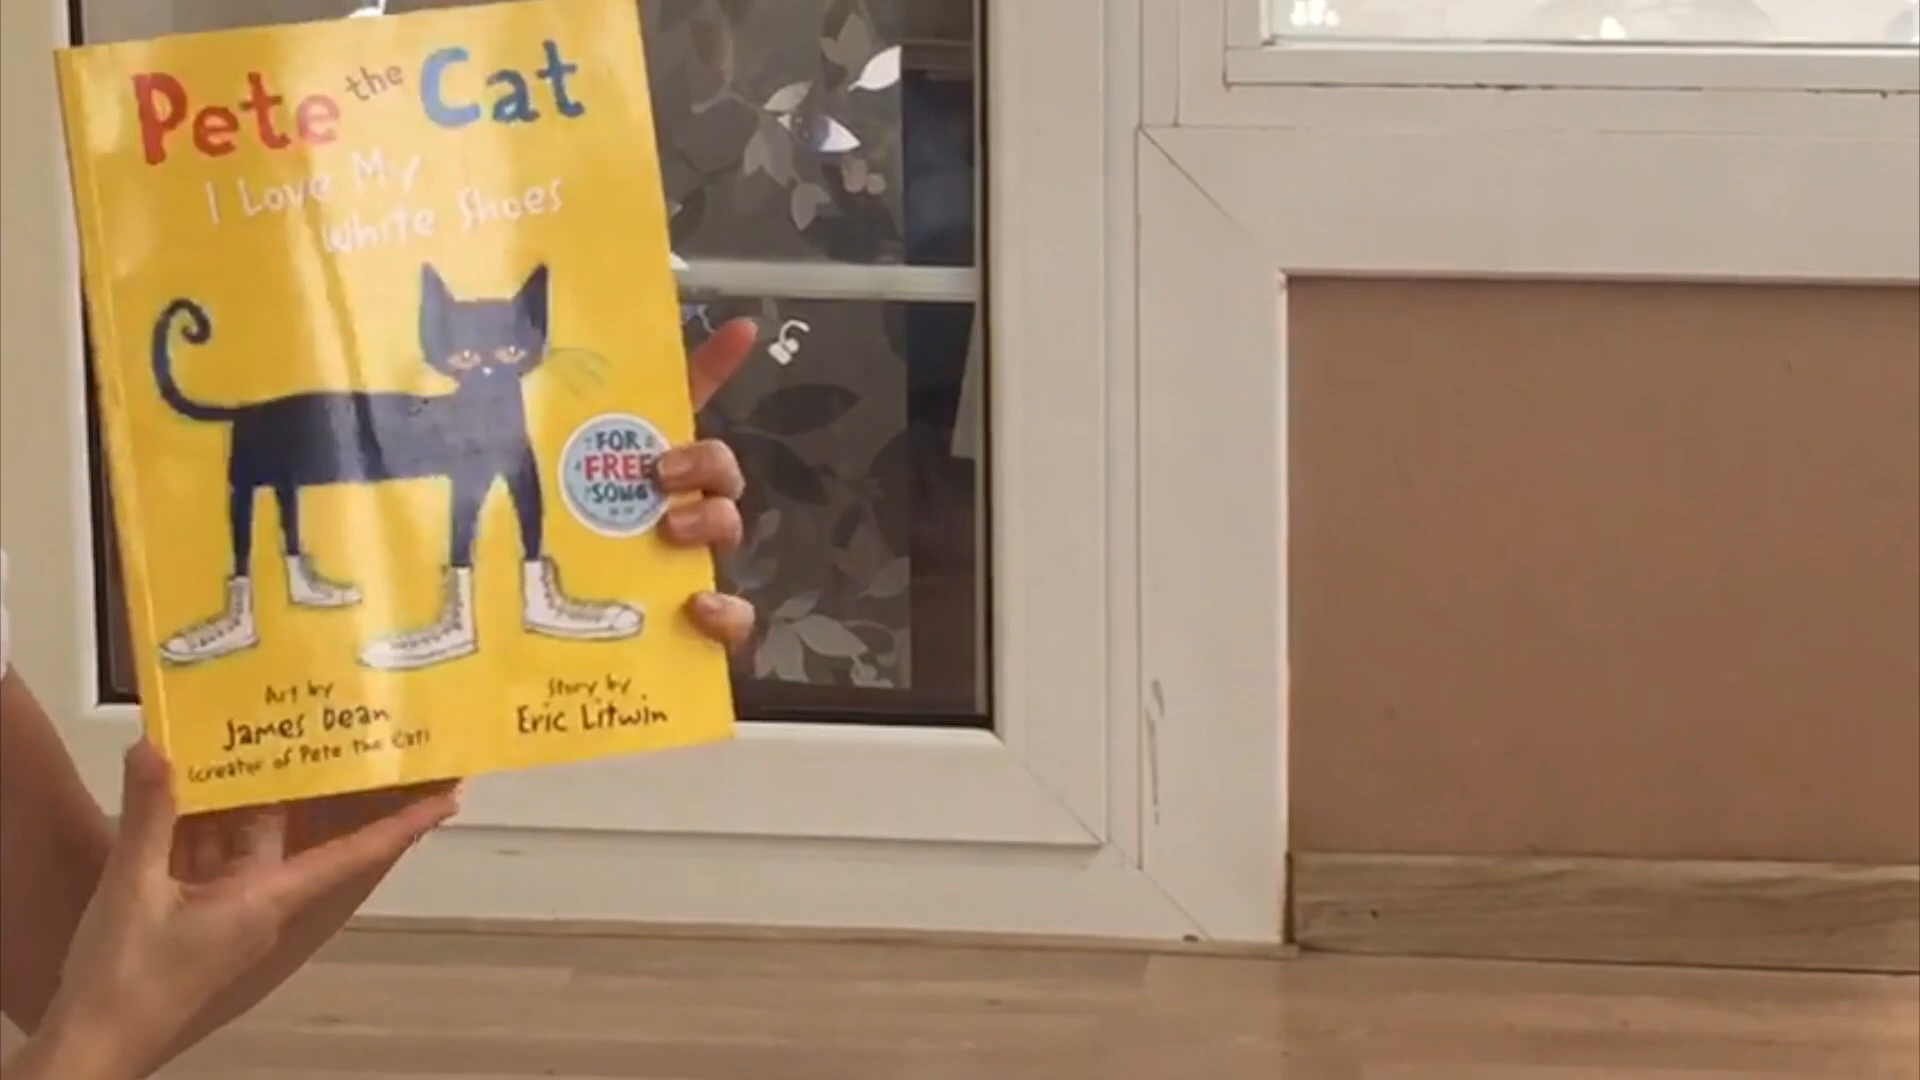 Pete the Cat
I Love My
White Shoes
FOR
FREE
SONG
Art by
James Dean
(creator of Pete the Cat)
Story by
Eric Litwin